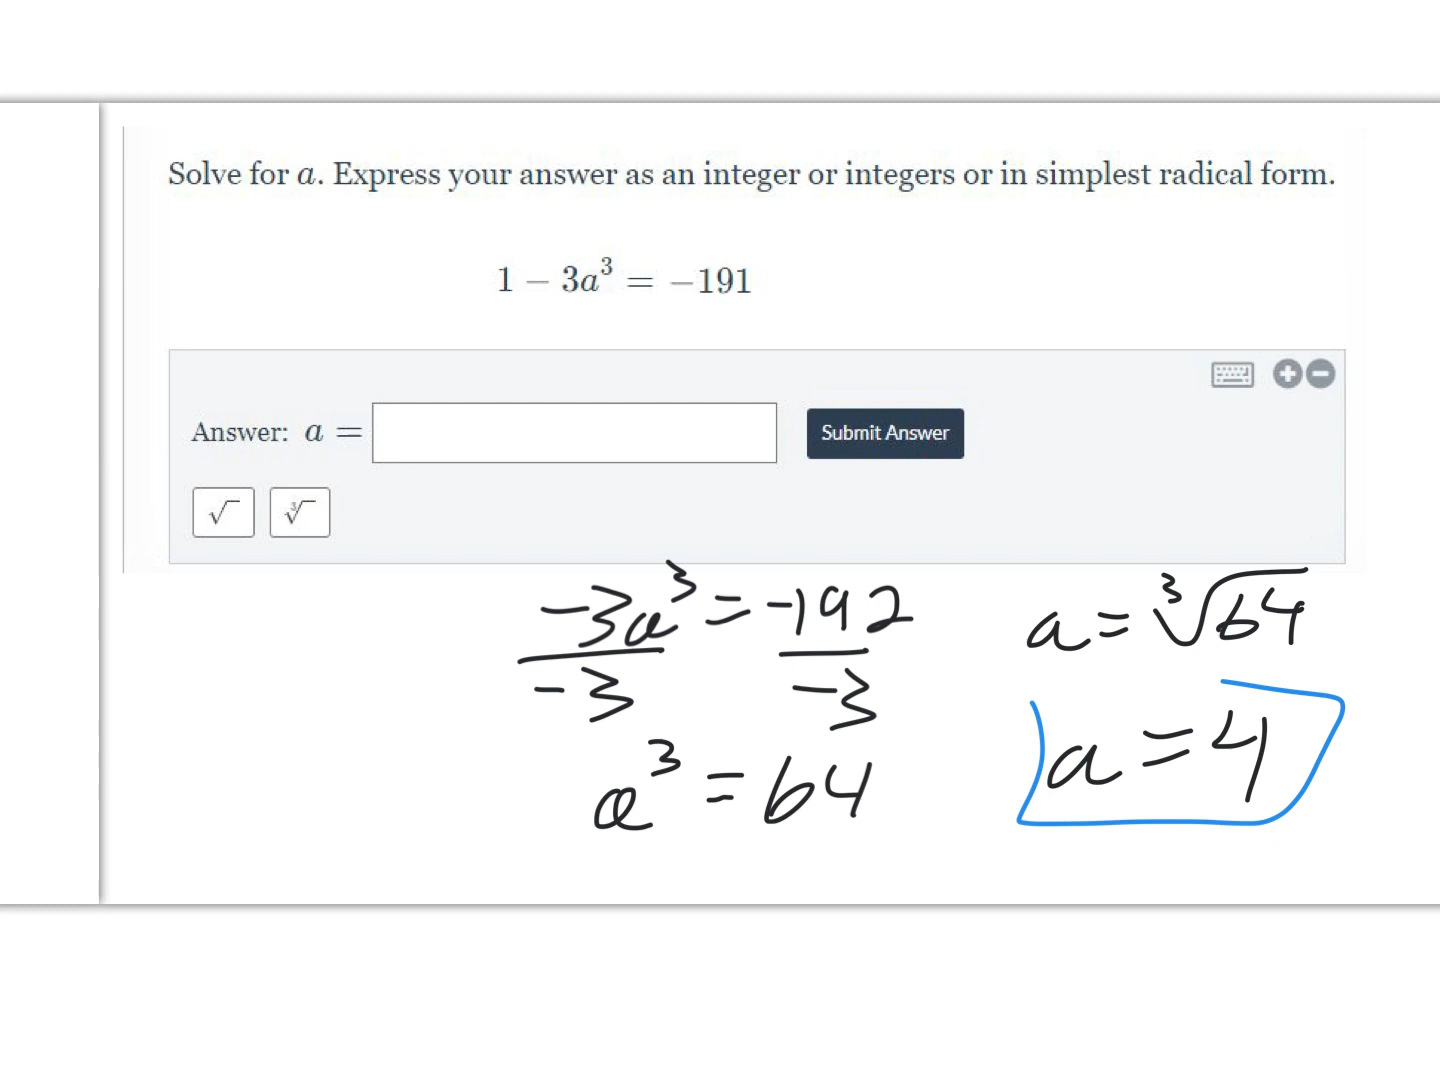 Solve for a. Express your answer as an integer or integers or in simplest radical form.
1 − 3a³ = −191
Answer: a =
Submit Answer
√ ∛
−3a³ = −192
−3 −3
a³ = 64
a = ∛64
a = 4